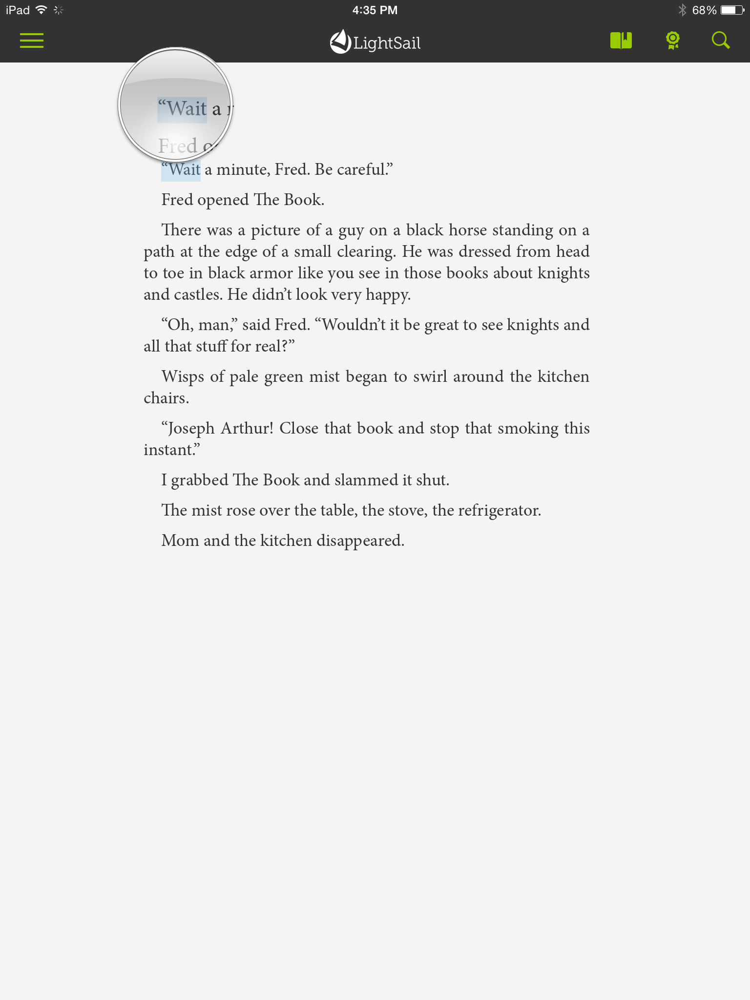 iPad 4:35 PM 68%
LightSail
“Wait a
Fred o
“Wait a minute, Fred. Be careful.”
Fred opened The Book.
There was a picture of a guy on a black horse standing on a
path at the edge of a small clearing. He was dressed from head
to toe in black armor like you see in those books about knights
and castles. He didn’t look very happy.
“Oh, man,” said Fred. “Wouldn’t it be great to see knights and
all that stuff for real?”
Wisps of pale green mist began to swirl around the kitchen
chairs.
“Joseph Arthur! Close that book and stop that smoking this
instant.”
I grabbed The Book and slammed it shut.
The mist rose over the table, the stove, the refrigerator.
Mom and the kitchen disappeared.